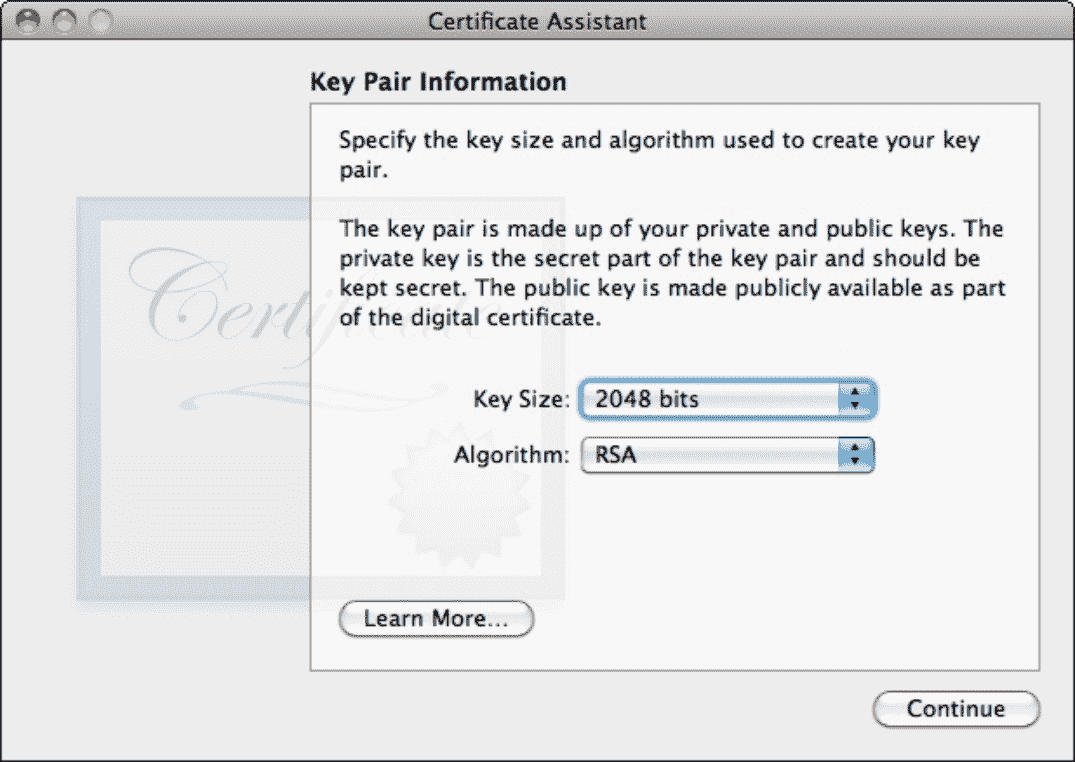 Certificate Assistant
Key Pair Information
Specify the key size and algorithm used to create your key
pair.
The key pair is made up of your private and public keys. The
private key is the secret part of the key pair and should be
kept secret. The public key is made publicly available as part
of the digital certificate.
Certificate
Key Size: 2048 bits
Algorithm: RSA
Learn More...
Continue